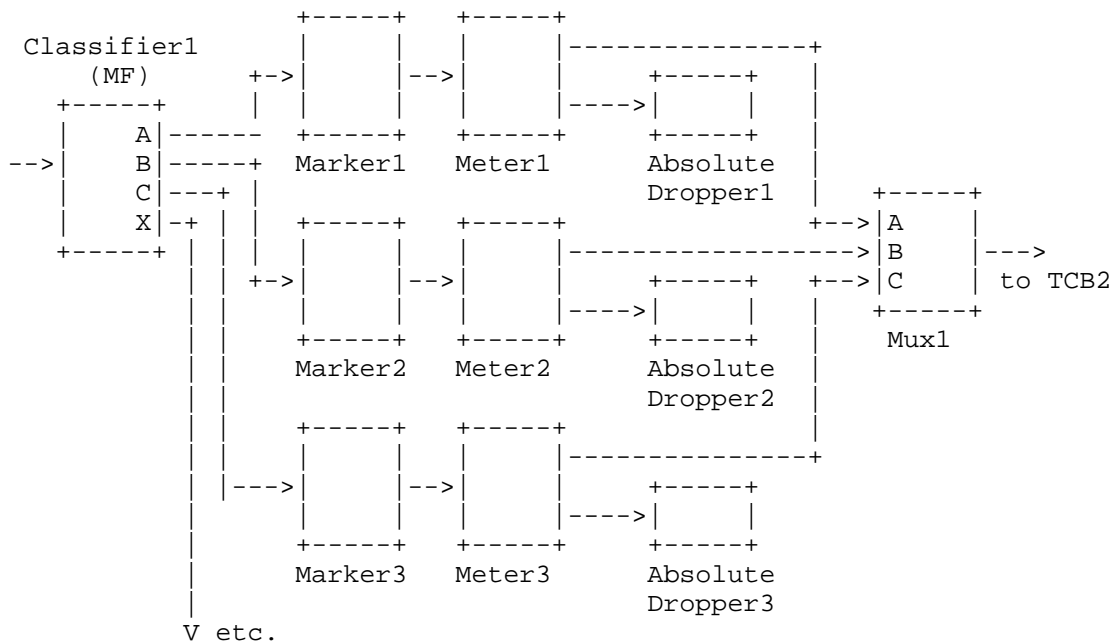 Classifier1
(MF)
A
B
C
X
Marker1 Meter1 Absolute
Dropper1
A
B
C to TCB2
Mux1
Marker2 Meter2 Absolute
Dropper2
Marker3 Meter3 Absolute
Dropper3
V etc.